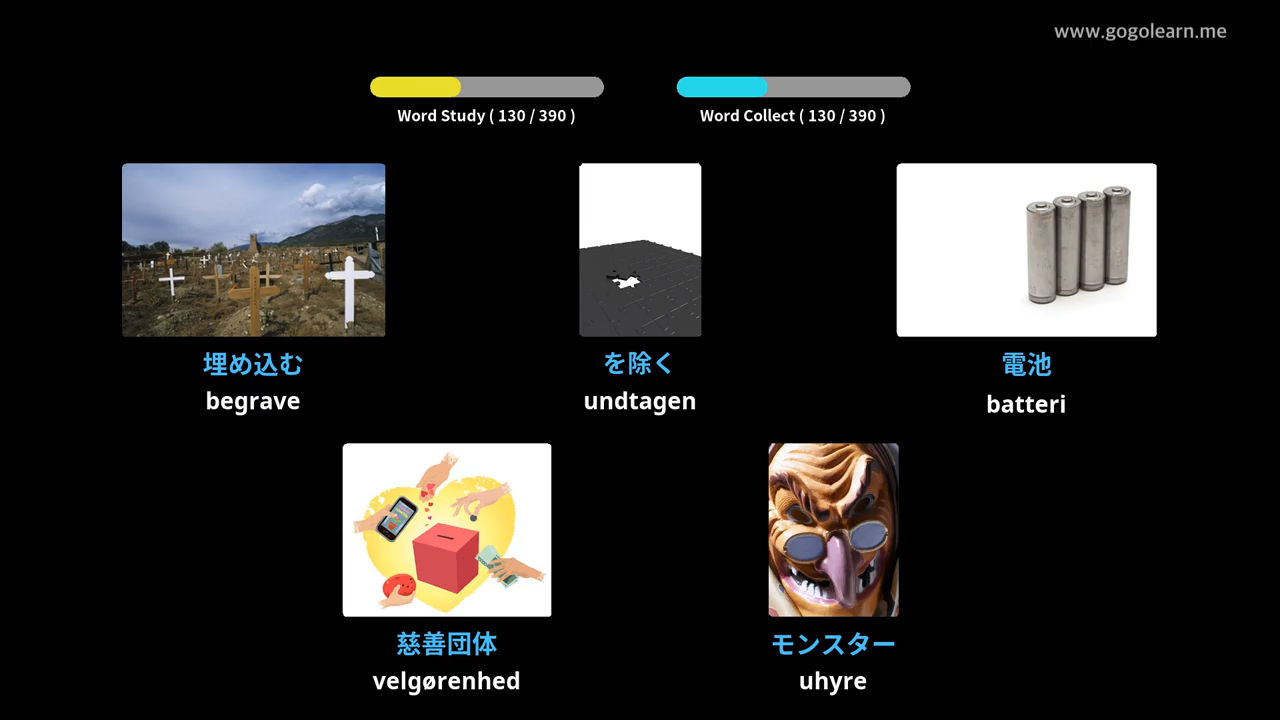 www.gogolearn.me
Word Study ( 130 / 390 )
Word Collect ( 130 / 390 )
埋め込む
begrave
を除く
undtagen
電池
batteri
慈善団体
velgørenhed
モンスター
uhyre